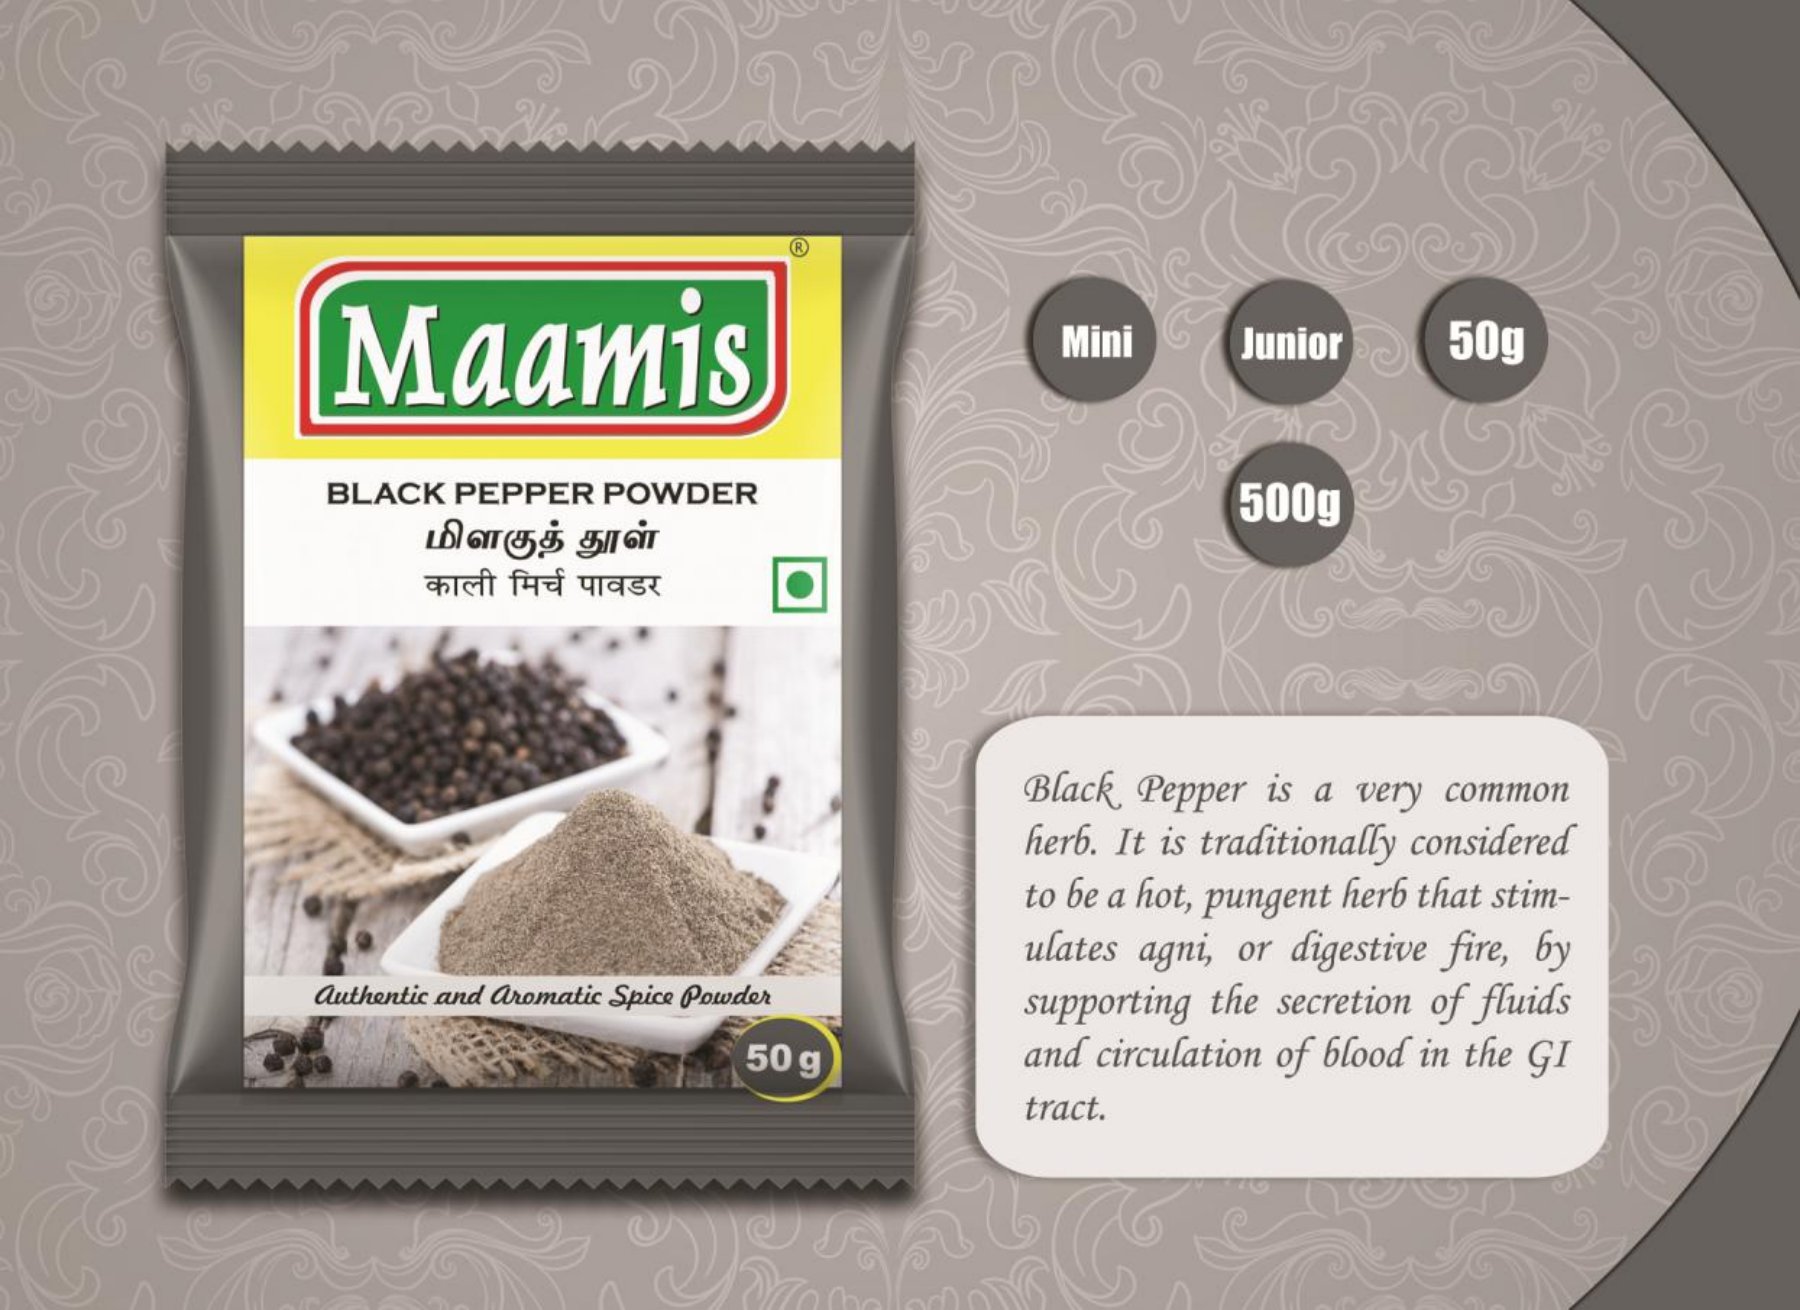 ®
Maamis
BLACK PEPPER POWDER
மிளகுத் தூள்
काली मिर्च पावडर
Authentic and Aromatic Spice Powder
50 g
Mini
Junior
50g
500g
Black Pepper is a very common
herb. It is traditionally considered
to be a hot, pungent herb that stim-
ulates agni, or digestive fire, by
supporting the secretion of fluids
and circulation of blood in the GI
tract.